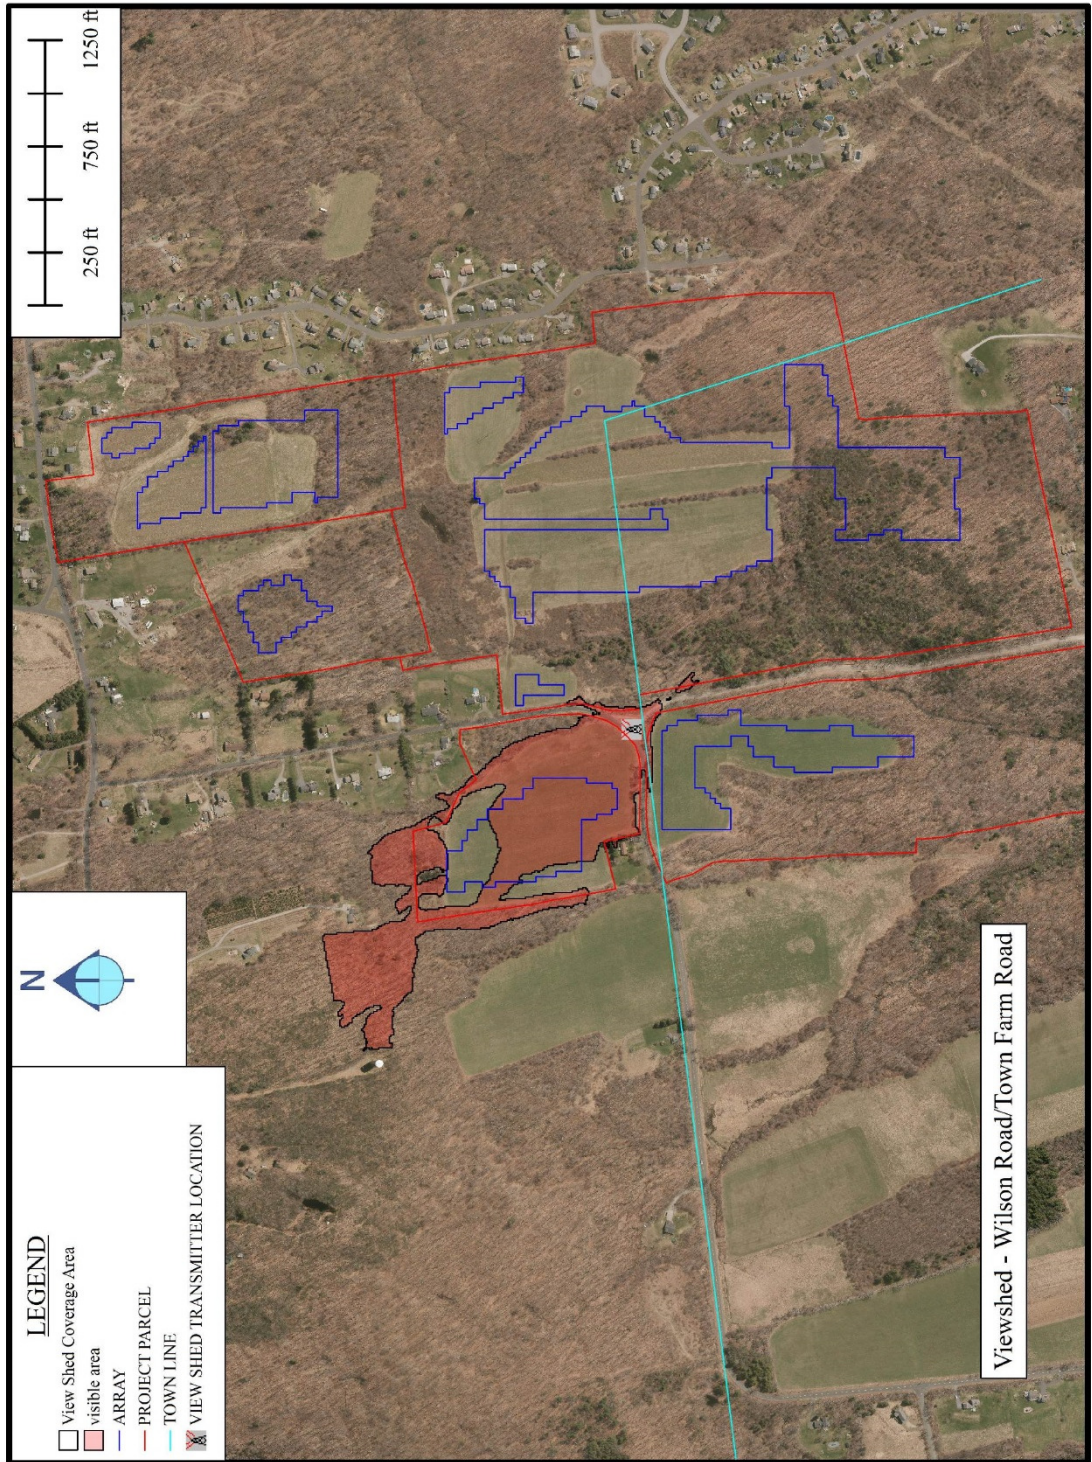 LEGEND
View Shed Coverage Area
visible area
ARRAY
PROJECT PARCEL
TOWN LINE
VIEW SHED TRANSMITTER LOCATION
N
250 ft
750 ft
1250 ft
Viewshed - Wilson Road/Town Farm Road